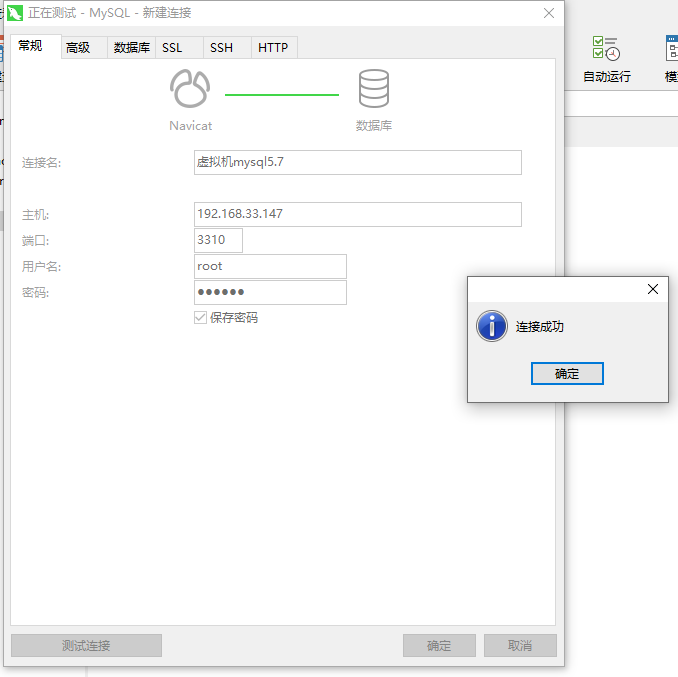 正在测试 - MySQL - 新建连接
常规 高级 数据库 SSL SSH HTTP
自动运行
Navicat 数据库
连接名: 虚拟机mysql5.7
主机: 192.168.33.147
端口: 3310
用户名: root
密码: ●●●●●●
保存密码
连接成功
确定
测试连接 确定 取消